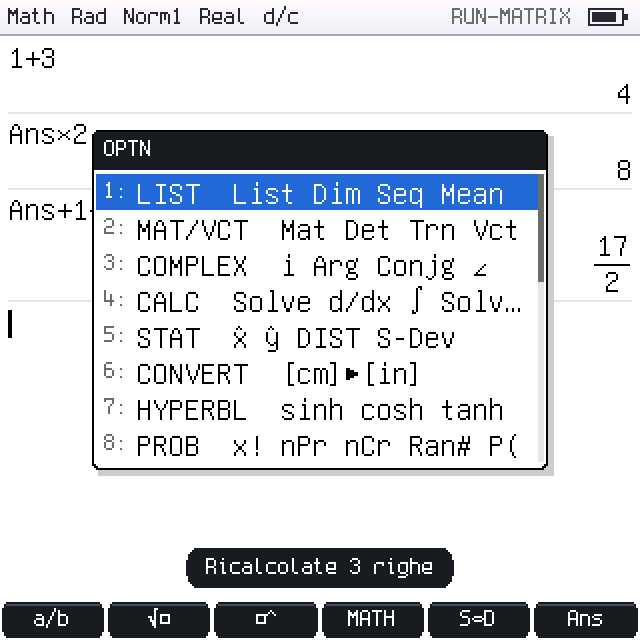 Math Rad Norm1 Real d/c RUN-MATRIX
1+3
4
Ans×2
8
Ans+1
17
2
OPTN
1: LIST List Dim Seq Mean
2: MAT/VCT Mat Det Trn Vct
3: COMPLEX i Arg Conjg ∠
4: CALC Solve d/dx ∫ Solv…
5: STAT x̂ ŷ DIST S-Dev
6: CONVERT [cm]▶[in]
7: HYPERBL sinh cosh tanh
8: PROB x! nPr nCr Ran# P(
Ricalcolate 3 righe
a/b √□ □^ MATH S=D Ans